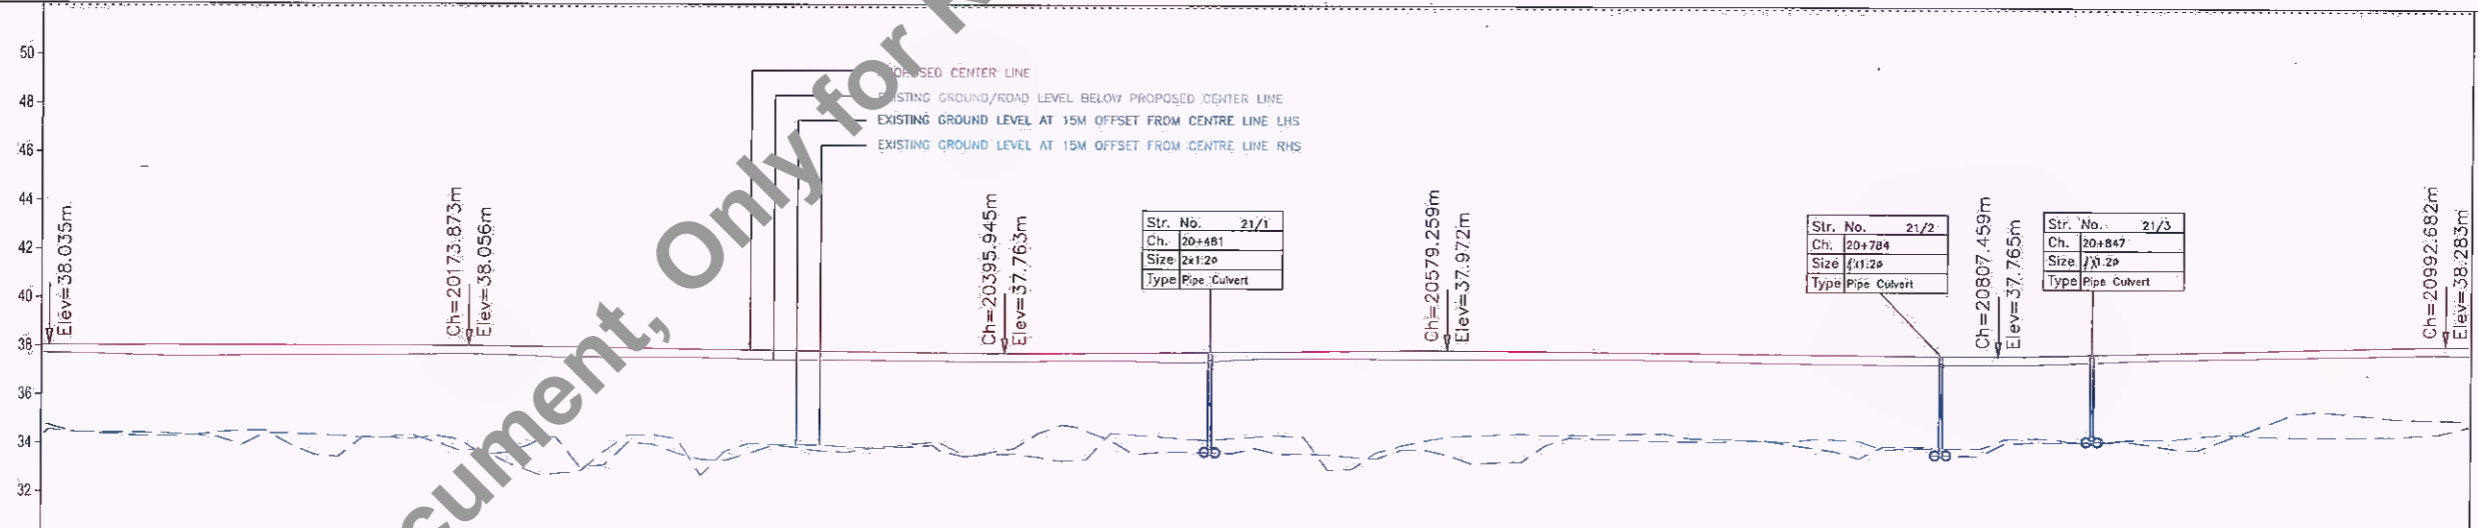 50
48
46
44
42
40
38
36
34
32
PROPOSED CENTER LINE
EXISTING GROUND/ROAD LEVEL BELOW PROPOSED CENTER LINE
EXISTING GROUND LEVEL AT 15M OFFSET FROM CENTRE LINE LHS
EXISTING GROUND LEVEL AT 15M OFFSET FROM CENTRE LINE RHS
Elev=38.035m
Ch=20173.873m
Elev=38.056m
Ch=20395.945m
Elev=37.763m
Str. No. 21/1
Ch. 20+481
Size 2x1.2ø
Type Pipe Culvert
Ch=20579.259m
Elev=37.972m
Str. No. 21/2
Ch. 20+784
Size
Type Pipe Culvert
Ch=20807.459m
Elev=37.765m
Str. No. 21/3
Ch. 20+847
Size
Type Pipe Culvert
Ch=20992.682m
Elev=38.283m
cument, Only for